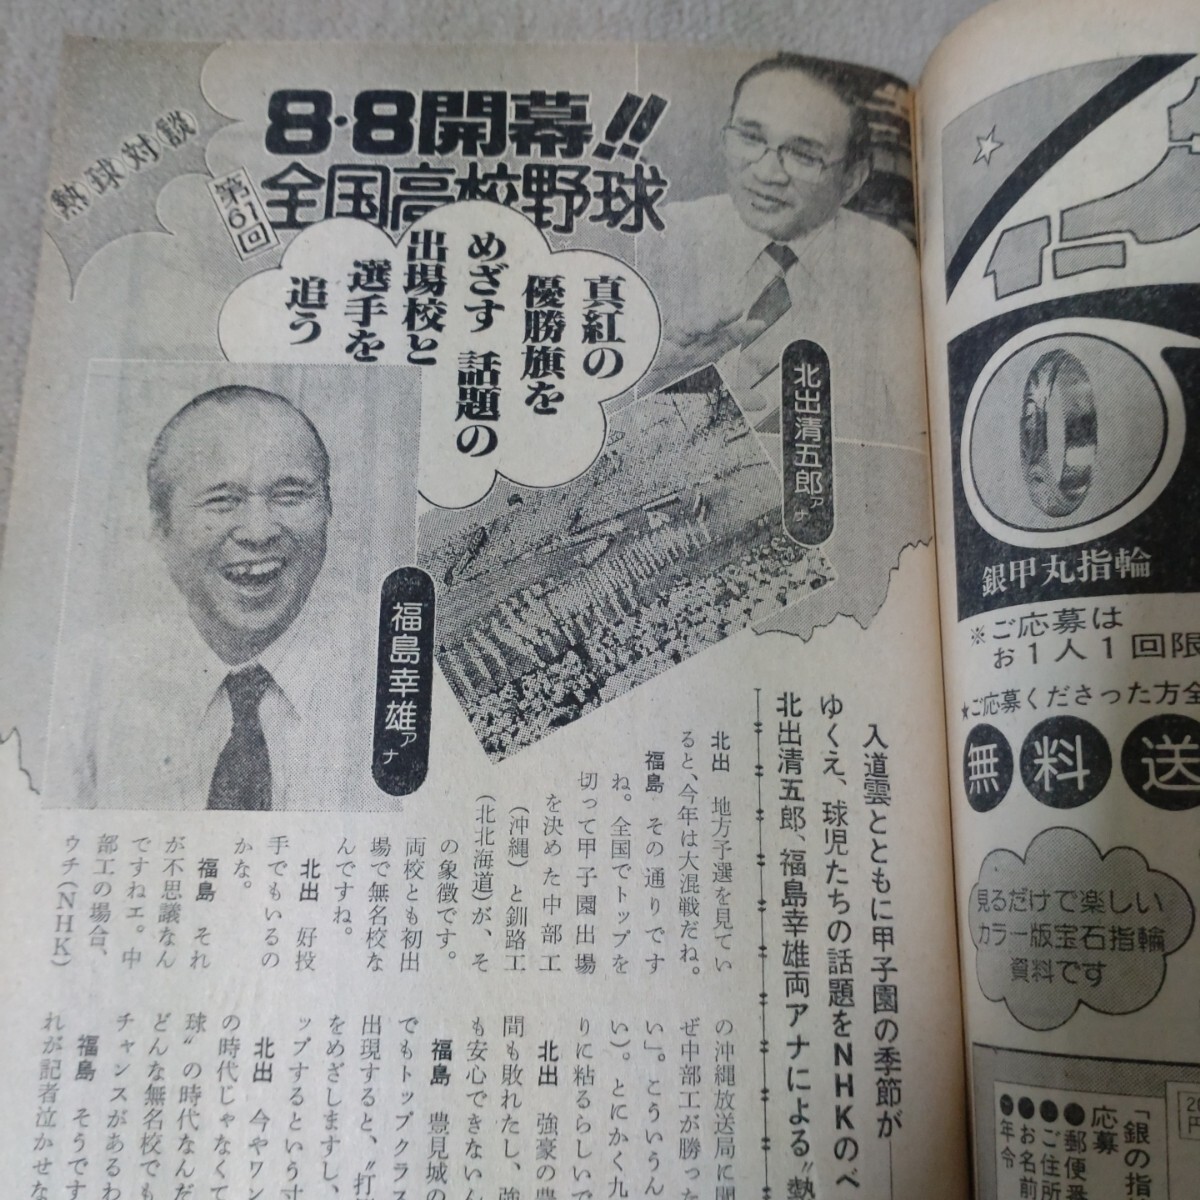 熱球対談
8・8開幕!!
第61回
全国高校野球
真紅の
優勝旗を
めざす 話題の
出場校と
選手を
追う
北出清五郎アナ
福島幸雄アナ
入道雲とともに甲子園の季節が
ゆくえ、球児たちの話題をNHKのベ
北出清五郎、福島幸雄両アナによる“熱
北出　地方予選を見てい
ると、今年は大混戦だね。
福島　その通りです
ね。全国でトップを
切って甲子園出場
を決めた中部工
（沖縄）と釧路工
（北北海道）が、そ
の象徴です。
両校とも初出
場で無名校な
んですね。
北出　好投
手でもいるの
かな。
福島　それ
が不思議なん
ですねエ。中
部工の場合、
ウチ（NHK）
の沖縄放送局に聞
ぜ中部工が勝った
い」。こういうん
い）。とにかく九
りに粘るらしいで
北出　強豪の豊
間も敗れたし、強
も安心できないん
福島　豊見城の
でもトップクラス
出現すると、“打
をめざしますし、
ップするという寸
北出　今やワン
の時代じゃなくて
球”の時代なんだ
どんな無名校でも
チャンスがあるわ
福島　そうです
れが記者泣かせな
銀甲丸指輪
※ご応募は
お1人1回限
★ご応募くださった方全
無料送
見るだけで楽しい
カラー版宝石指輪
資料です
「銀の指
応募
●郵便番
●ご住所
●お名前
●年令
20
円